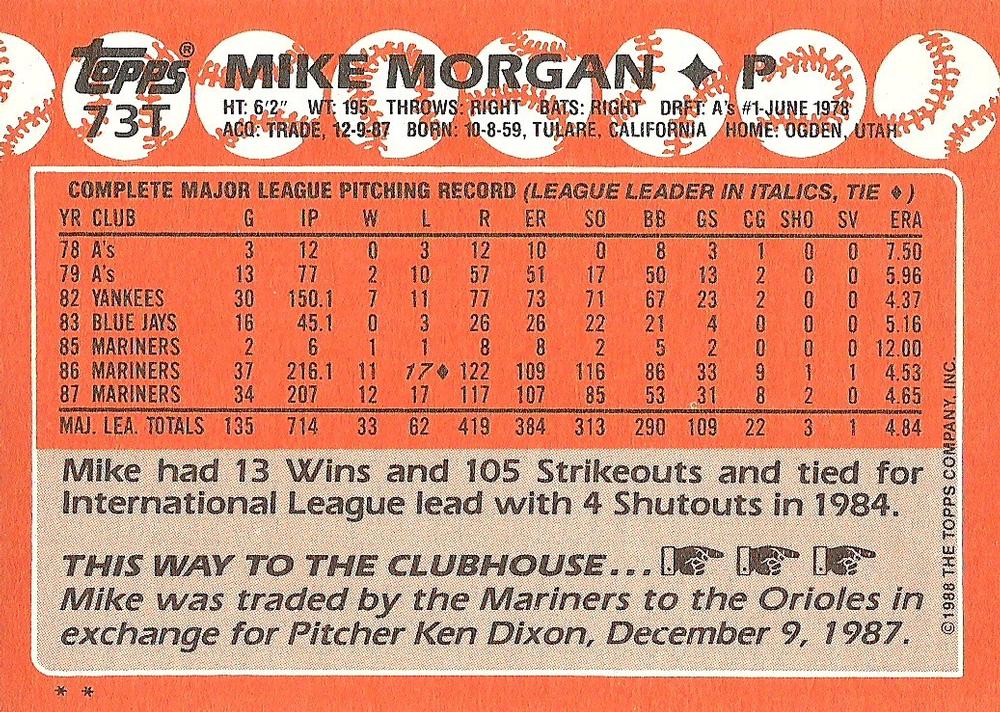 topps® MIKE MORGAN ✦ P
73T HT: 6'2" WT: 195 THROWS: RIGHT BATS: RIGHT DRFT: A's #1-JUNE 1978
ACQ: TRADE, 12-9-87 BORN: 10-8-59, TULARE, CALIFORNIA HOME: OGDEN, UTAH
COMPLETE MAJOR LEAGUE PITCHING RECORD (LEAGUE LEADER IN ITALICS, TIE ♦)
YR CLUB G IP W L R ER SO BB GS CG SHO SV ERA
78 A's 3 12 0 3 12 10 0 8 3 1 0 0 7.50
79 A's 13 77 2 10 57 51 17 50 13 2 0 0 5.96
82 YANKEES 30 150.1 7 11 77 73 71 67 23 2 0 0 4.37
83 BLUE JAYS 16 45.1 0 3 26 26 22 21 4 0 0 0 5.16
85 MARINERS 2 6 1 1 8 8 2 5 2 0 0 0 12.00
86 MARINERS 37 216.1 11 17♦ 122 109 116 86 33 9 1 1 4.53
87 MARINERS 34 207 12 17 117 107 85 53 31 8 2 0 4.65
MAJ. LEA. TOTALS 135 714 33 62 419 384 313 290 109 22 3 1 4.84
Mike had 13 Wins and 105 Strikeouts and tied for
International League lead with 4 Shutouts in 1984.
THIS WAY TO THE CLUBHOUSE...
Mike was traded by the Mariners to the Orioles in
exchange for Pitcher Ken Dixon, December 9, 1987.
©1988 THE TOPPS COMPANY, INC.
* *